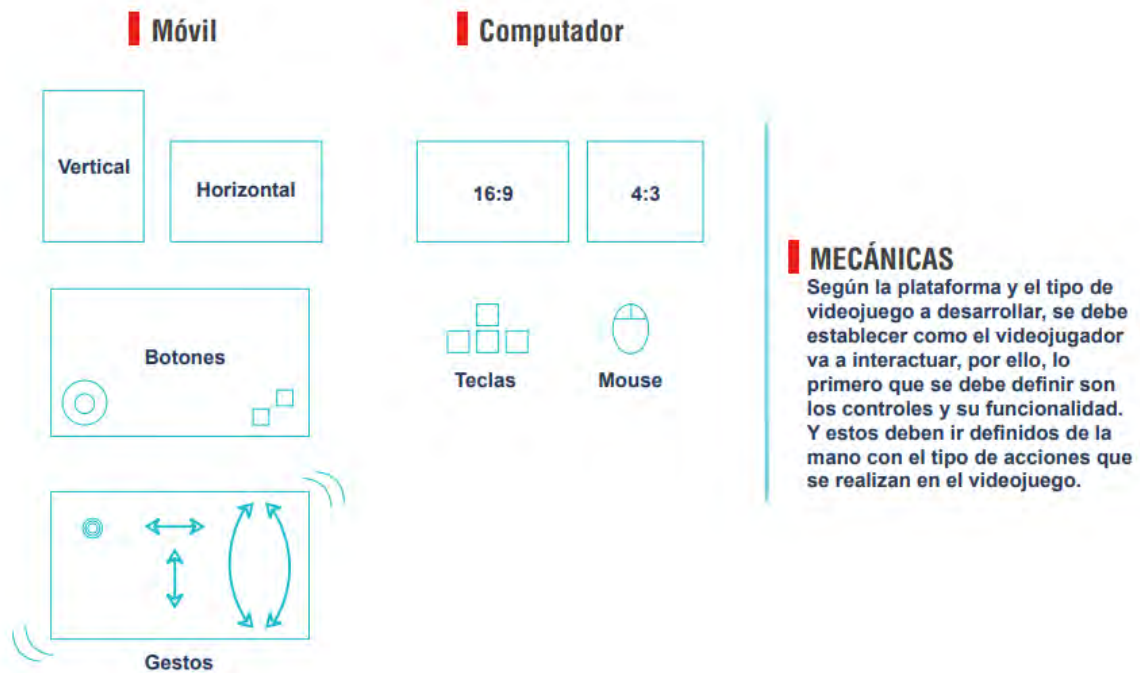 Móvil
Computador
Vertical
Horizontal
16:9
4:3
Botones
Teclas
Mouse
Gestos
MECÁNICAS
Según la plataforma y el tipo de
videojuego a desarrollar, se debe
establecer como el videojugador
va a interactuar, por ello, lo
primero que se debe definir son
los controles y su funcionalidad.
Y estos deben ir definidos de la
mano con el tipo de acciones que
se realizan en el videojuego.